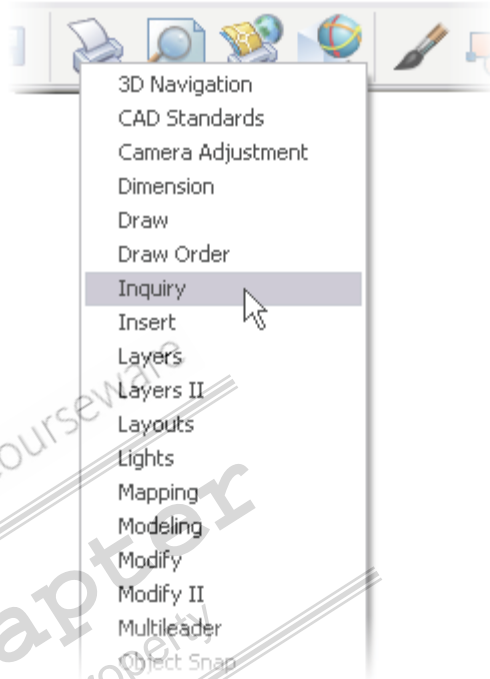 3D Navigation
CAD Standards
Camera Adjustment
Dimension
Draw
Draw Order
Inquiry
Insert
Layers
Layers II
Layouts
Lights
Mapping
Modeling
Modify
Modify II
Multileader
Object Snap